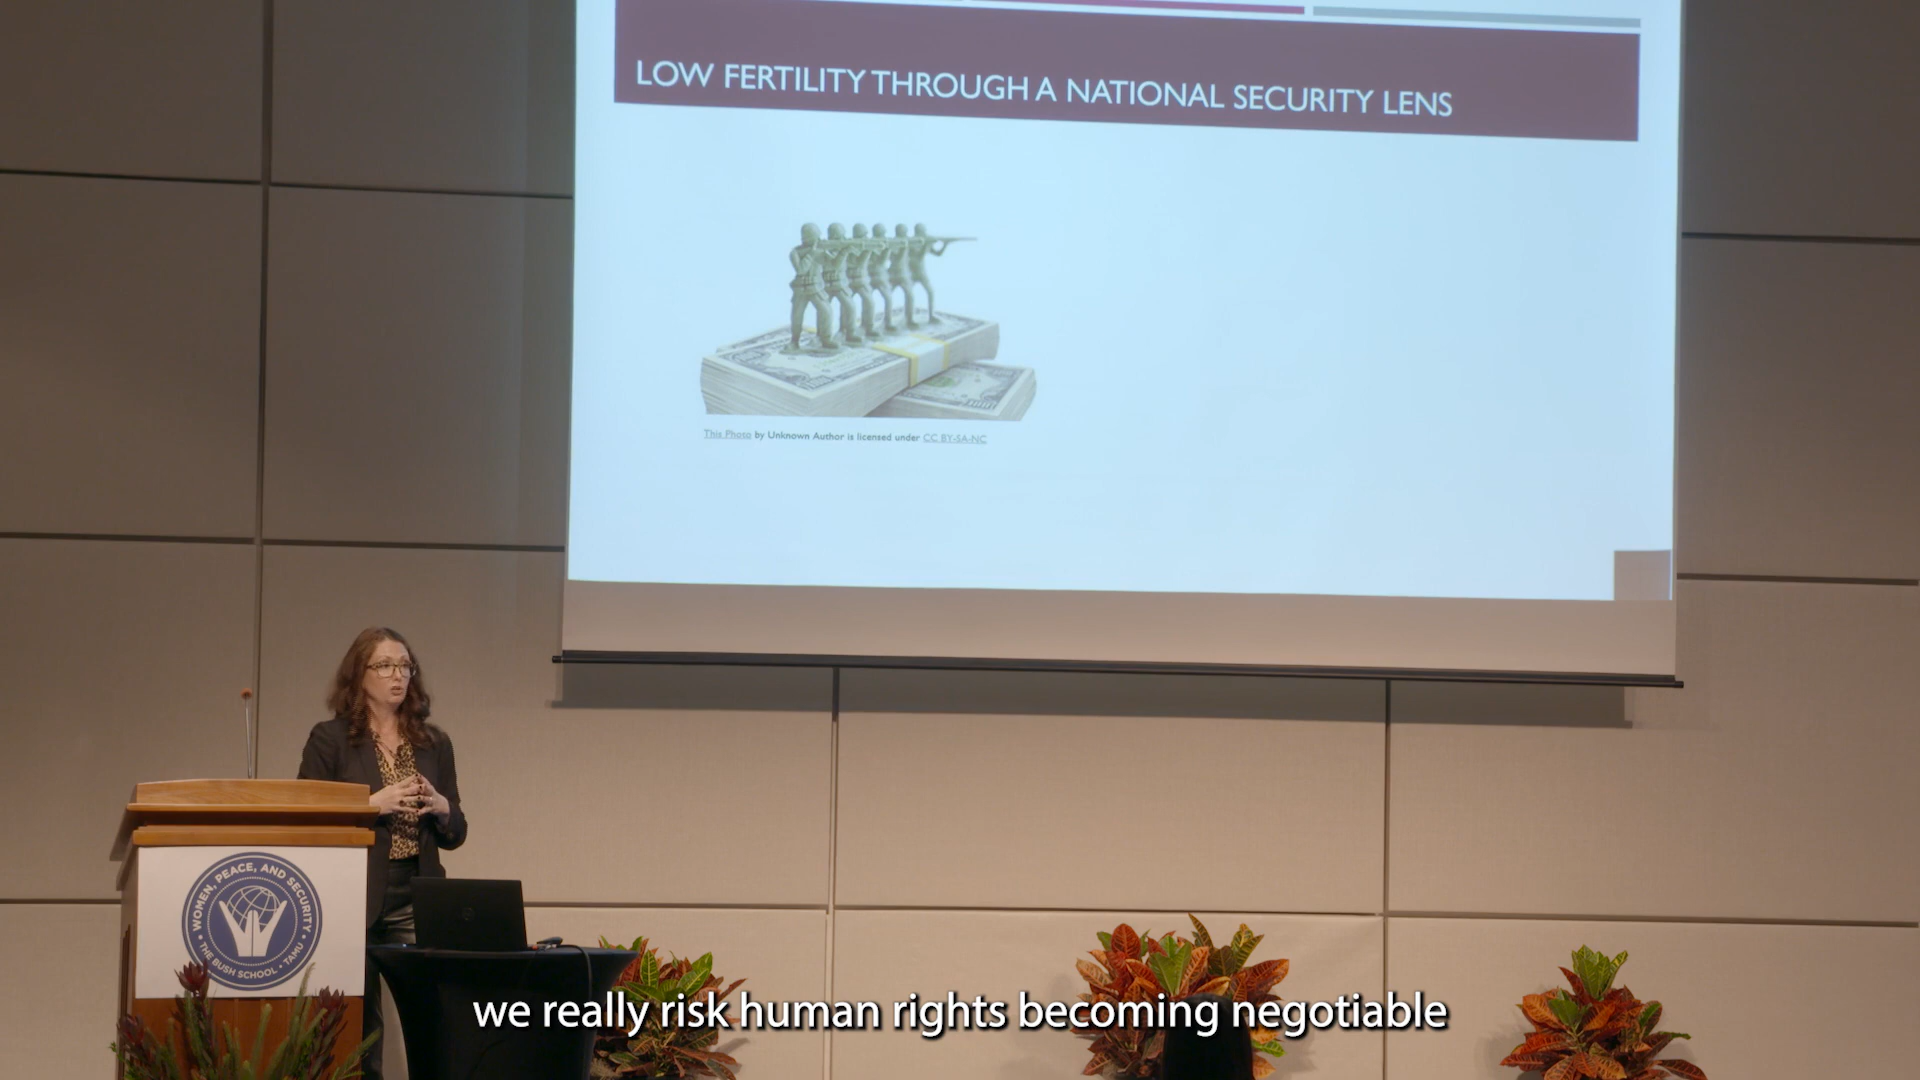 LOW FERTILITY THROUGH A NATIONAL SECURITY LENS
This Photo by Unknown Author is licensed under CC BY-SA-NC
WOMEN, PEACE, AND SECURITY
• THE BUSH SCHOOL • TAMU •
we really risk human rights becoming negotiable